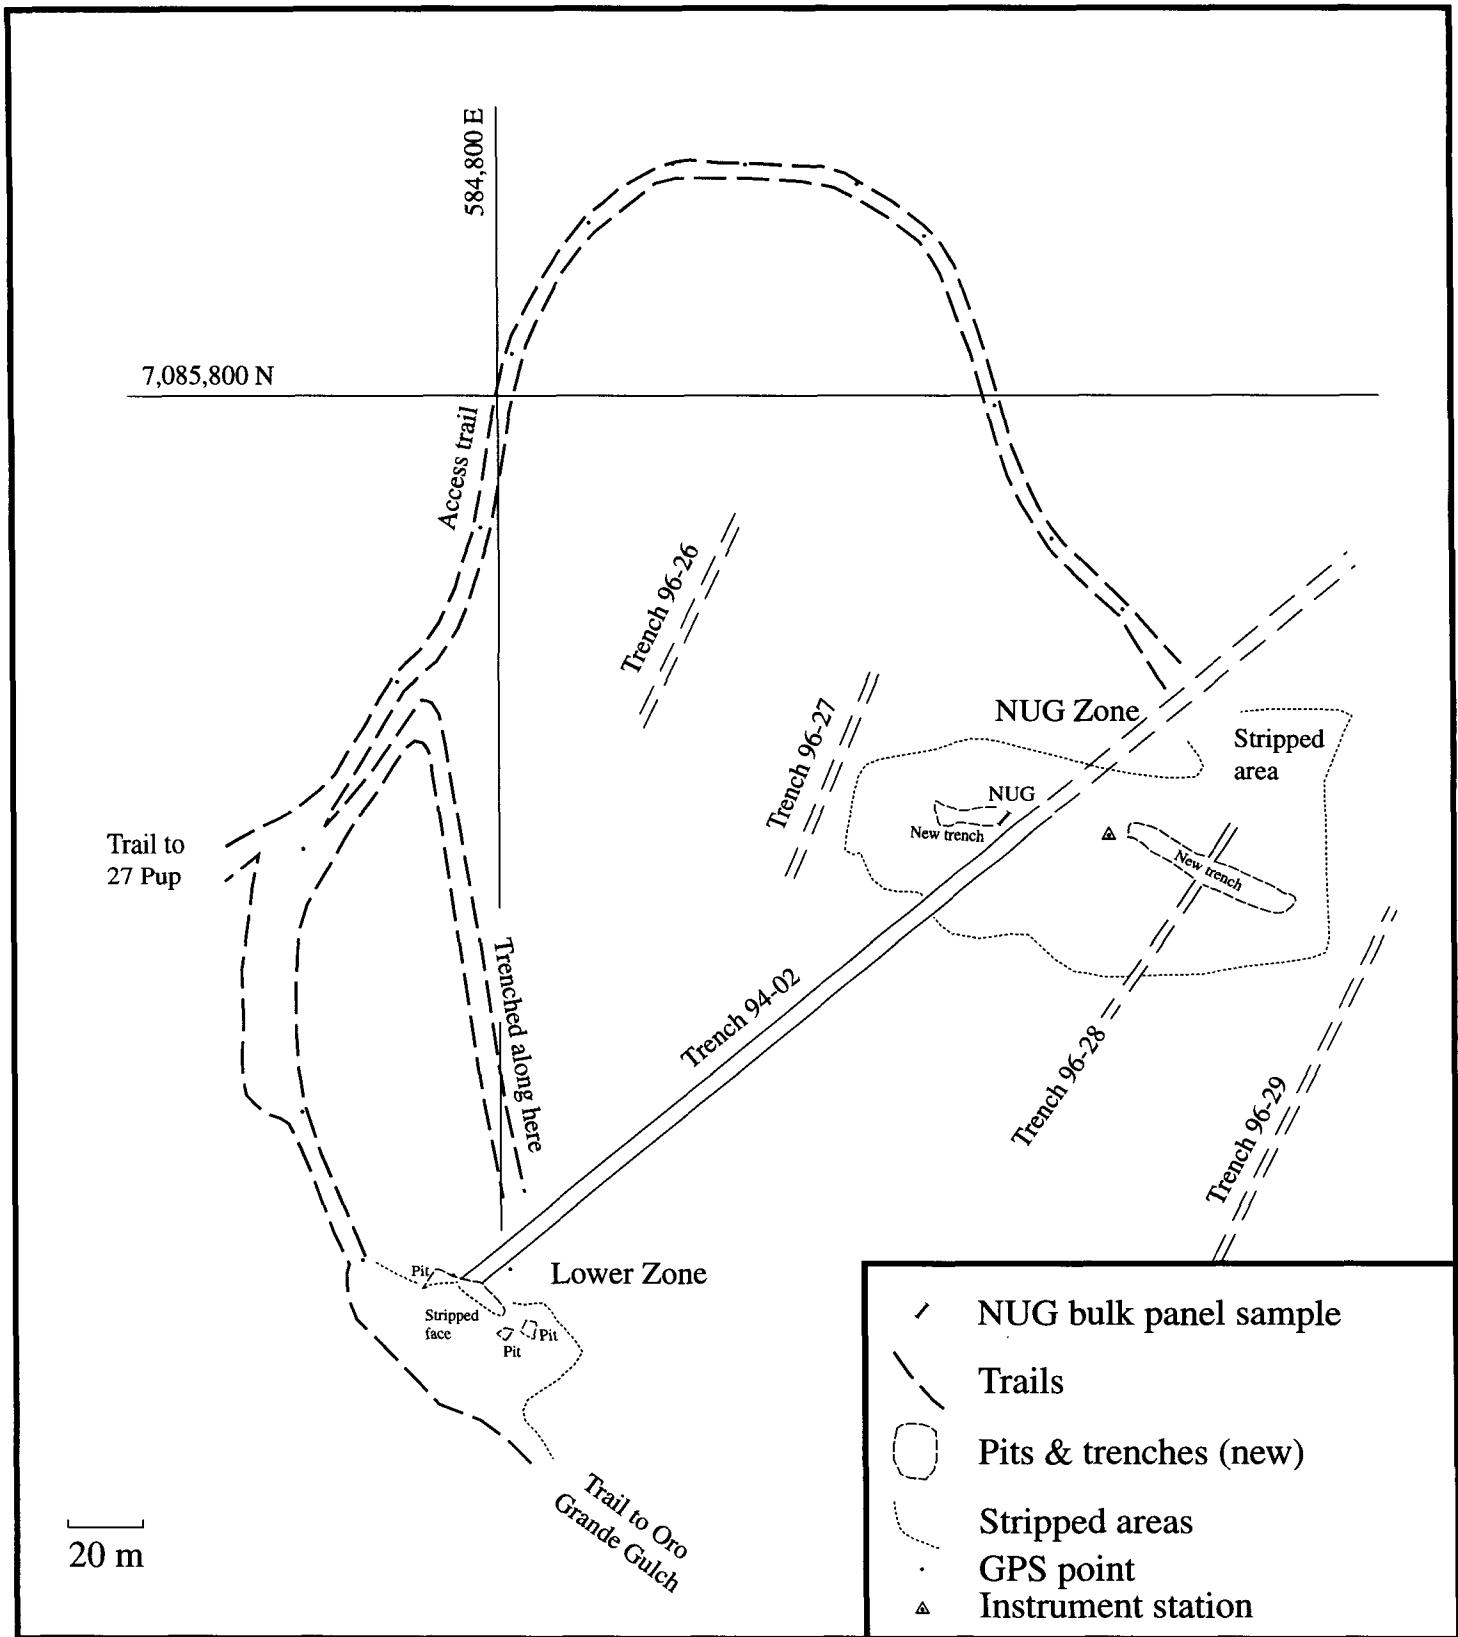 584,800 E
7,085,800 N
Access trail
Trench 96-26
Trench 96-27
NUG Zone
Stripped
area
NUG
New trench
New trench
Trail to
27 Pup
Trenched along here
Trench 94-02
Trench 96-28
Trench 96-29
Pit
Lower Zone
Stripped
face
Pit
Pit
Trail to Oro
Grande Gulch
20 m
NUG bulk panel sample
Trails
Pits & trenches (new)
Stripped areas
GPS point
Instrument station